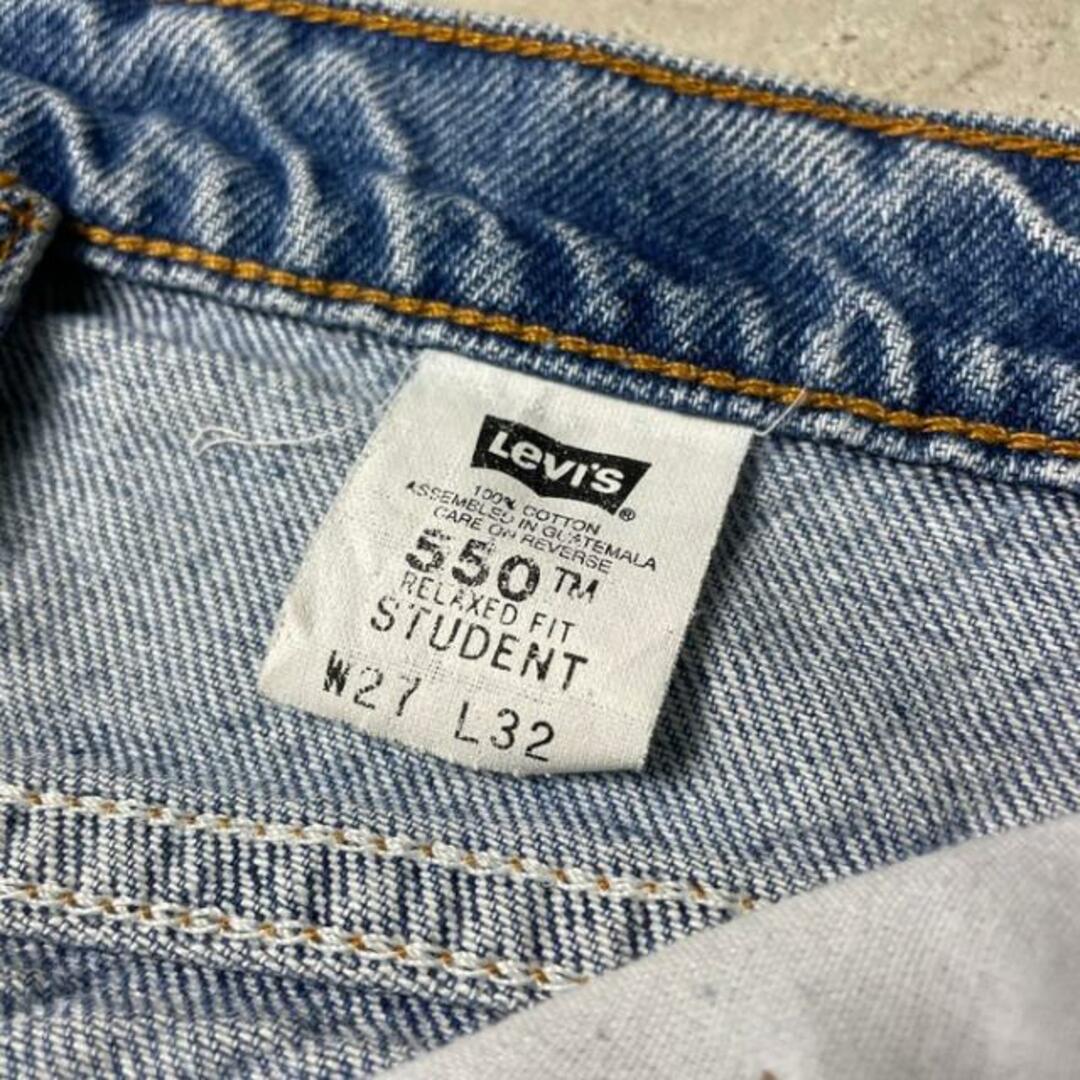 Levi's ®
100% COTTON
ASSEMBLED IN GUATEMALA
CARE ON REVERSE
550™
RELAXED FIT
STUDENT
W27 L32